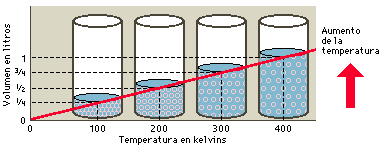 Volumen en litros
1
3/4
1/2
1/4
0
0
100
200
300
400
Temperatura en kelvins
Aumento
de la
temperatura